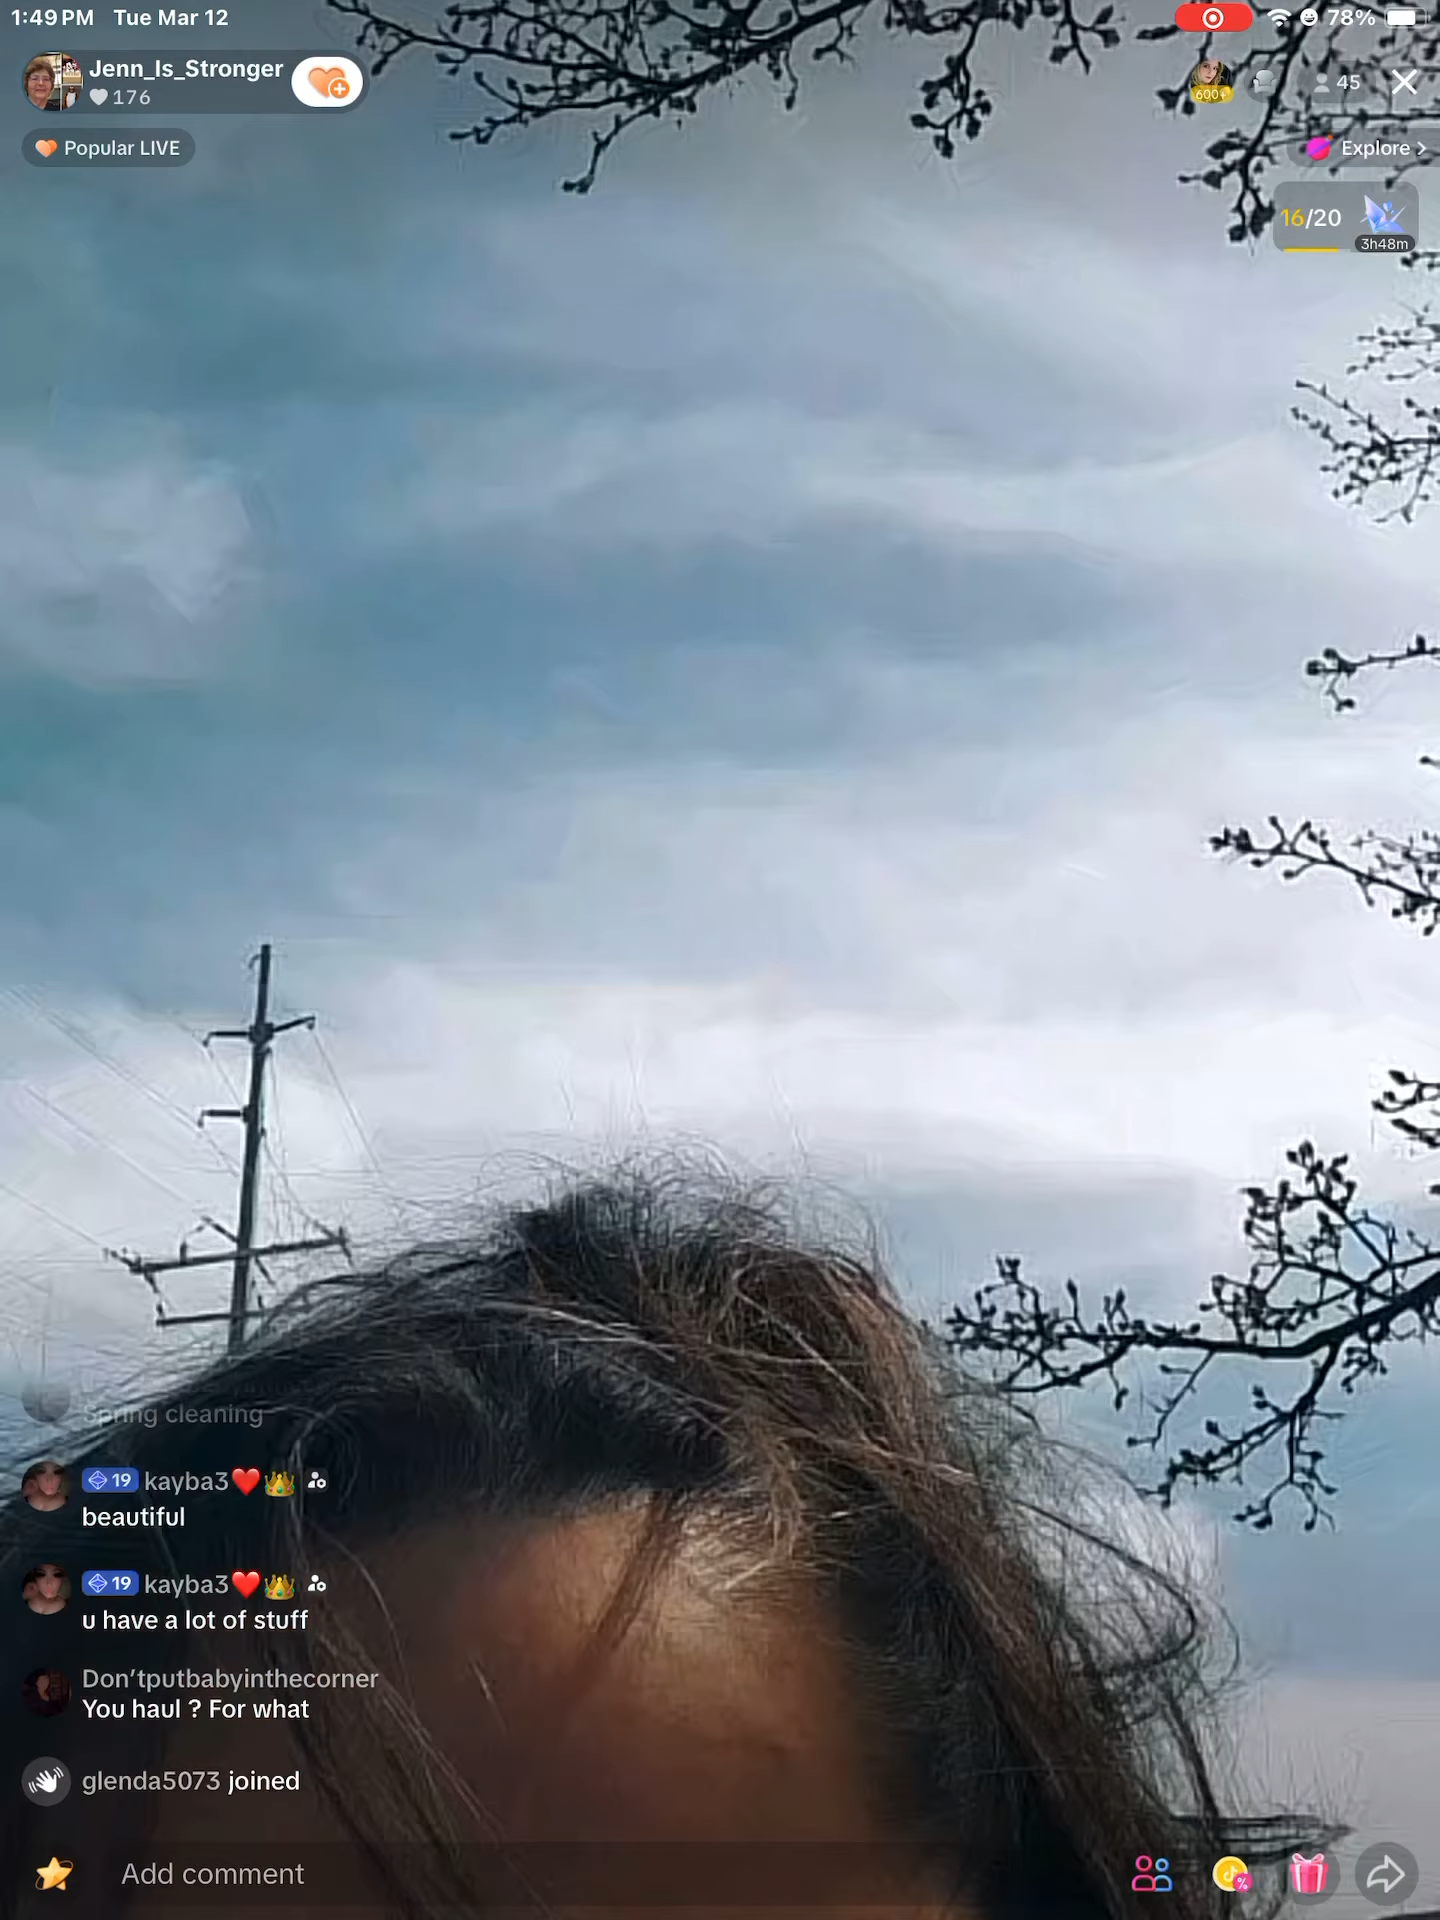 1:49 PM Tue Mar 12
78%
Jenn_Is_Stronger
176
600+
45
Popular LIVE
Explore >
16/20
3h48m
Spring cleaning
19 kayba3❤️👑
beautiful
19 kayba3❤️👑
u have a lot of stuff
Don’tputbabyinthecorner
You haul ? For what
glenda5073 joined
Add comment